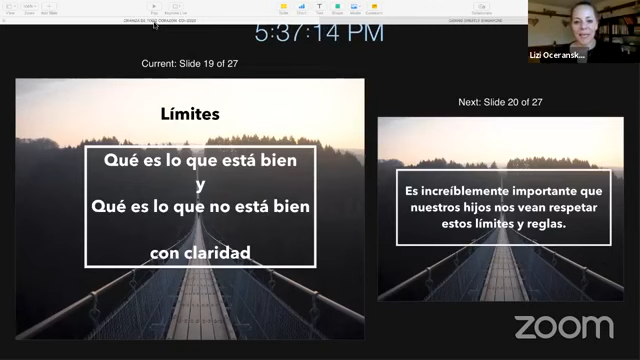 5:37:14 PM
Lizi Oceransk...
Current: Slide 19 of 27
Límites
Qué es lo que está bien
y
Qué es lo que no está bien
con claridad
Next: Slide 20 of 27
Es increíblemente importante que
nuestros hijos nos vean respetar
estos límites y reglas.
zoom